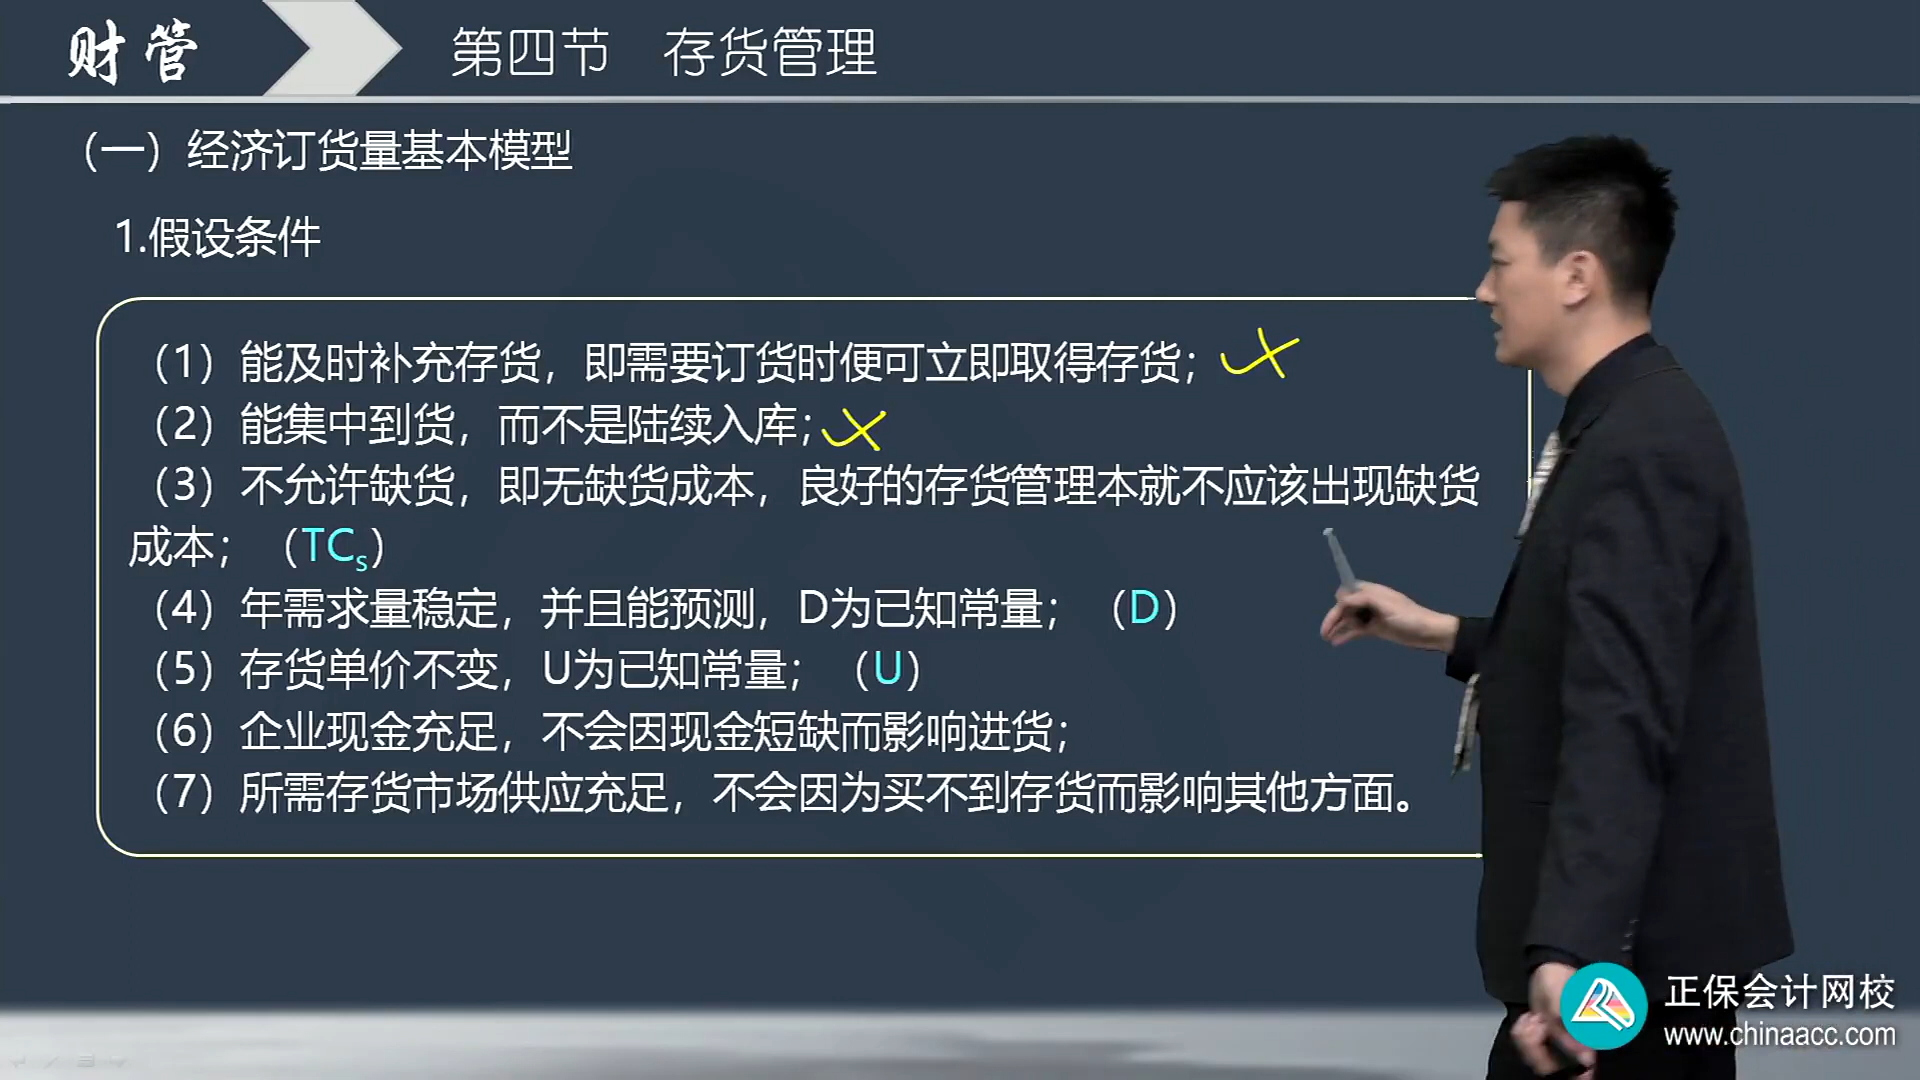 财管
第四节 存货管理
（一）经济订货量基本模型
1.假设条件
（1）能及时补充存货，即需要订货时便可立即取得存货；
（2）能集中到货，而不是陆续入库；
（3）不允许缺货，即无缺货成本，良好的存货管理本就不应该出现缺货
成本；（TCs）
（4）年需求量稳定，并且能预测，D为已知常量；（D）
（5）存货单价不变，U为已知常量；（U）
（6）企业现金充足，不会因现金短缺而影响进货；
（7）所需存货市场供应充足，不会因为买不到存货而影响其他方面。
正保会计网校
www.chinaacc.com